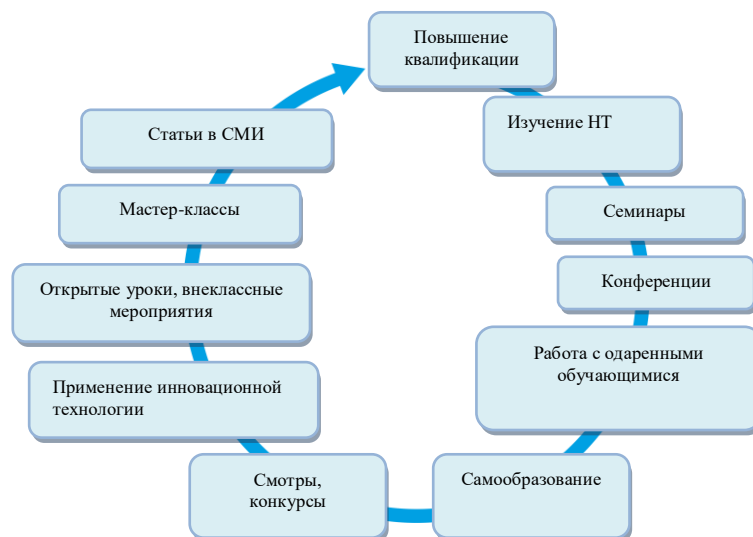 Повышение
квалификации
Изучение НТ
Семинары
Конференции
Работа с одаренными
обучающимися
Самообразование
Смотры,
конкурсы
Применение инновационной
технологии
Открытые уроки, внеклассные
мероприятия
Мастер-классы
Статьи в СМИ